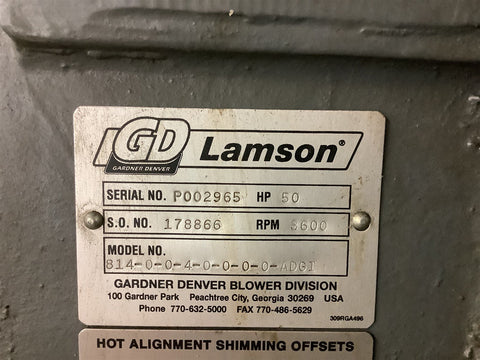 GD Lamson®
GARDNER DENVER
SERIAL NO. P002965 HP 50
S.O. NO. 178866 RPM 3600
MODEL NO.
814-0-0-4-0-0-0-0-ADGI
GARDNER DENVER BLOWER DIVISION
100 Gardner Park Peachtree City, Georgia 30269 USA
Phone 770-632-5000 FAX 770-486-5629
309RGA496
HOT ALIGNMENT SHIMMING OFFSETS